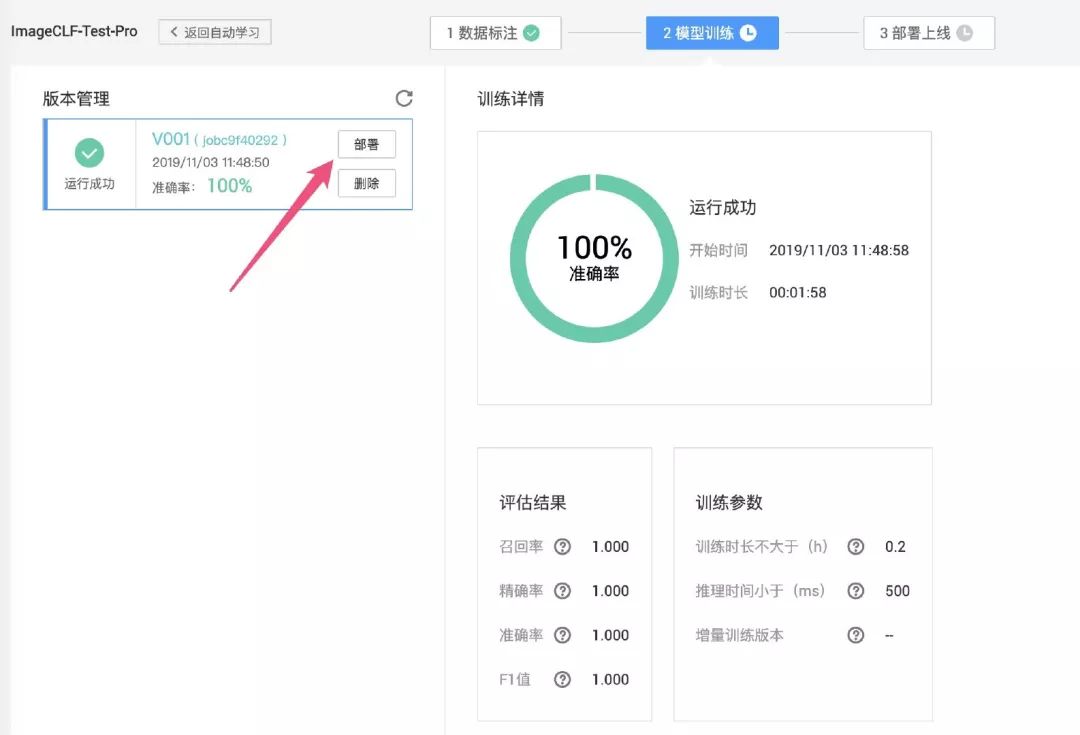 ImageCLF-Test-Pro
返回自动学习
1 数据标注
2 模型训练
3 部署上线
版本管理
运行成功
V001 ( jobc9f40292 )
2019/11/03 11:48:50
准确率: 100%
部署
删除
训练详情
100%
准确率
运行成功
开始时间 2019/11/03 11:48:58
训练时长 00:01:58
评估结果
召回率 ? 1.000
精确率 ? 1.000
准确率 ? 1.000
F1值 ? 1.000
训练参数
训练时长不大于（h） ? 0.2
推理时间小于（ms） ? 500
增量训练版本 ? --